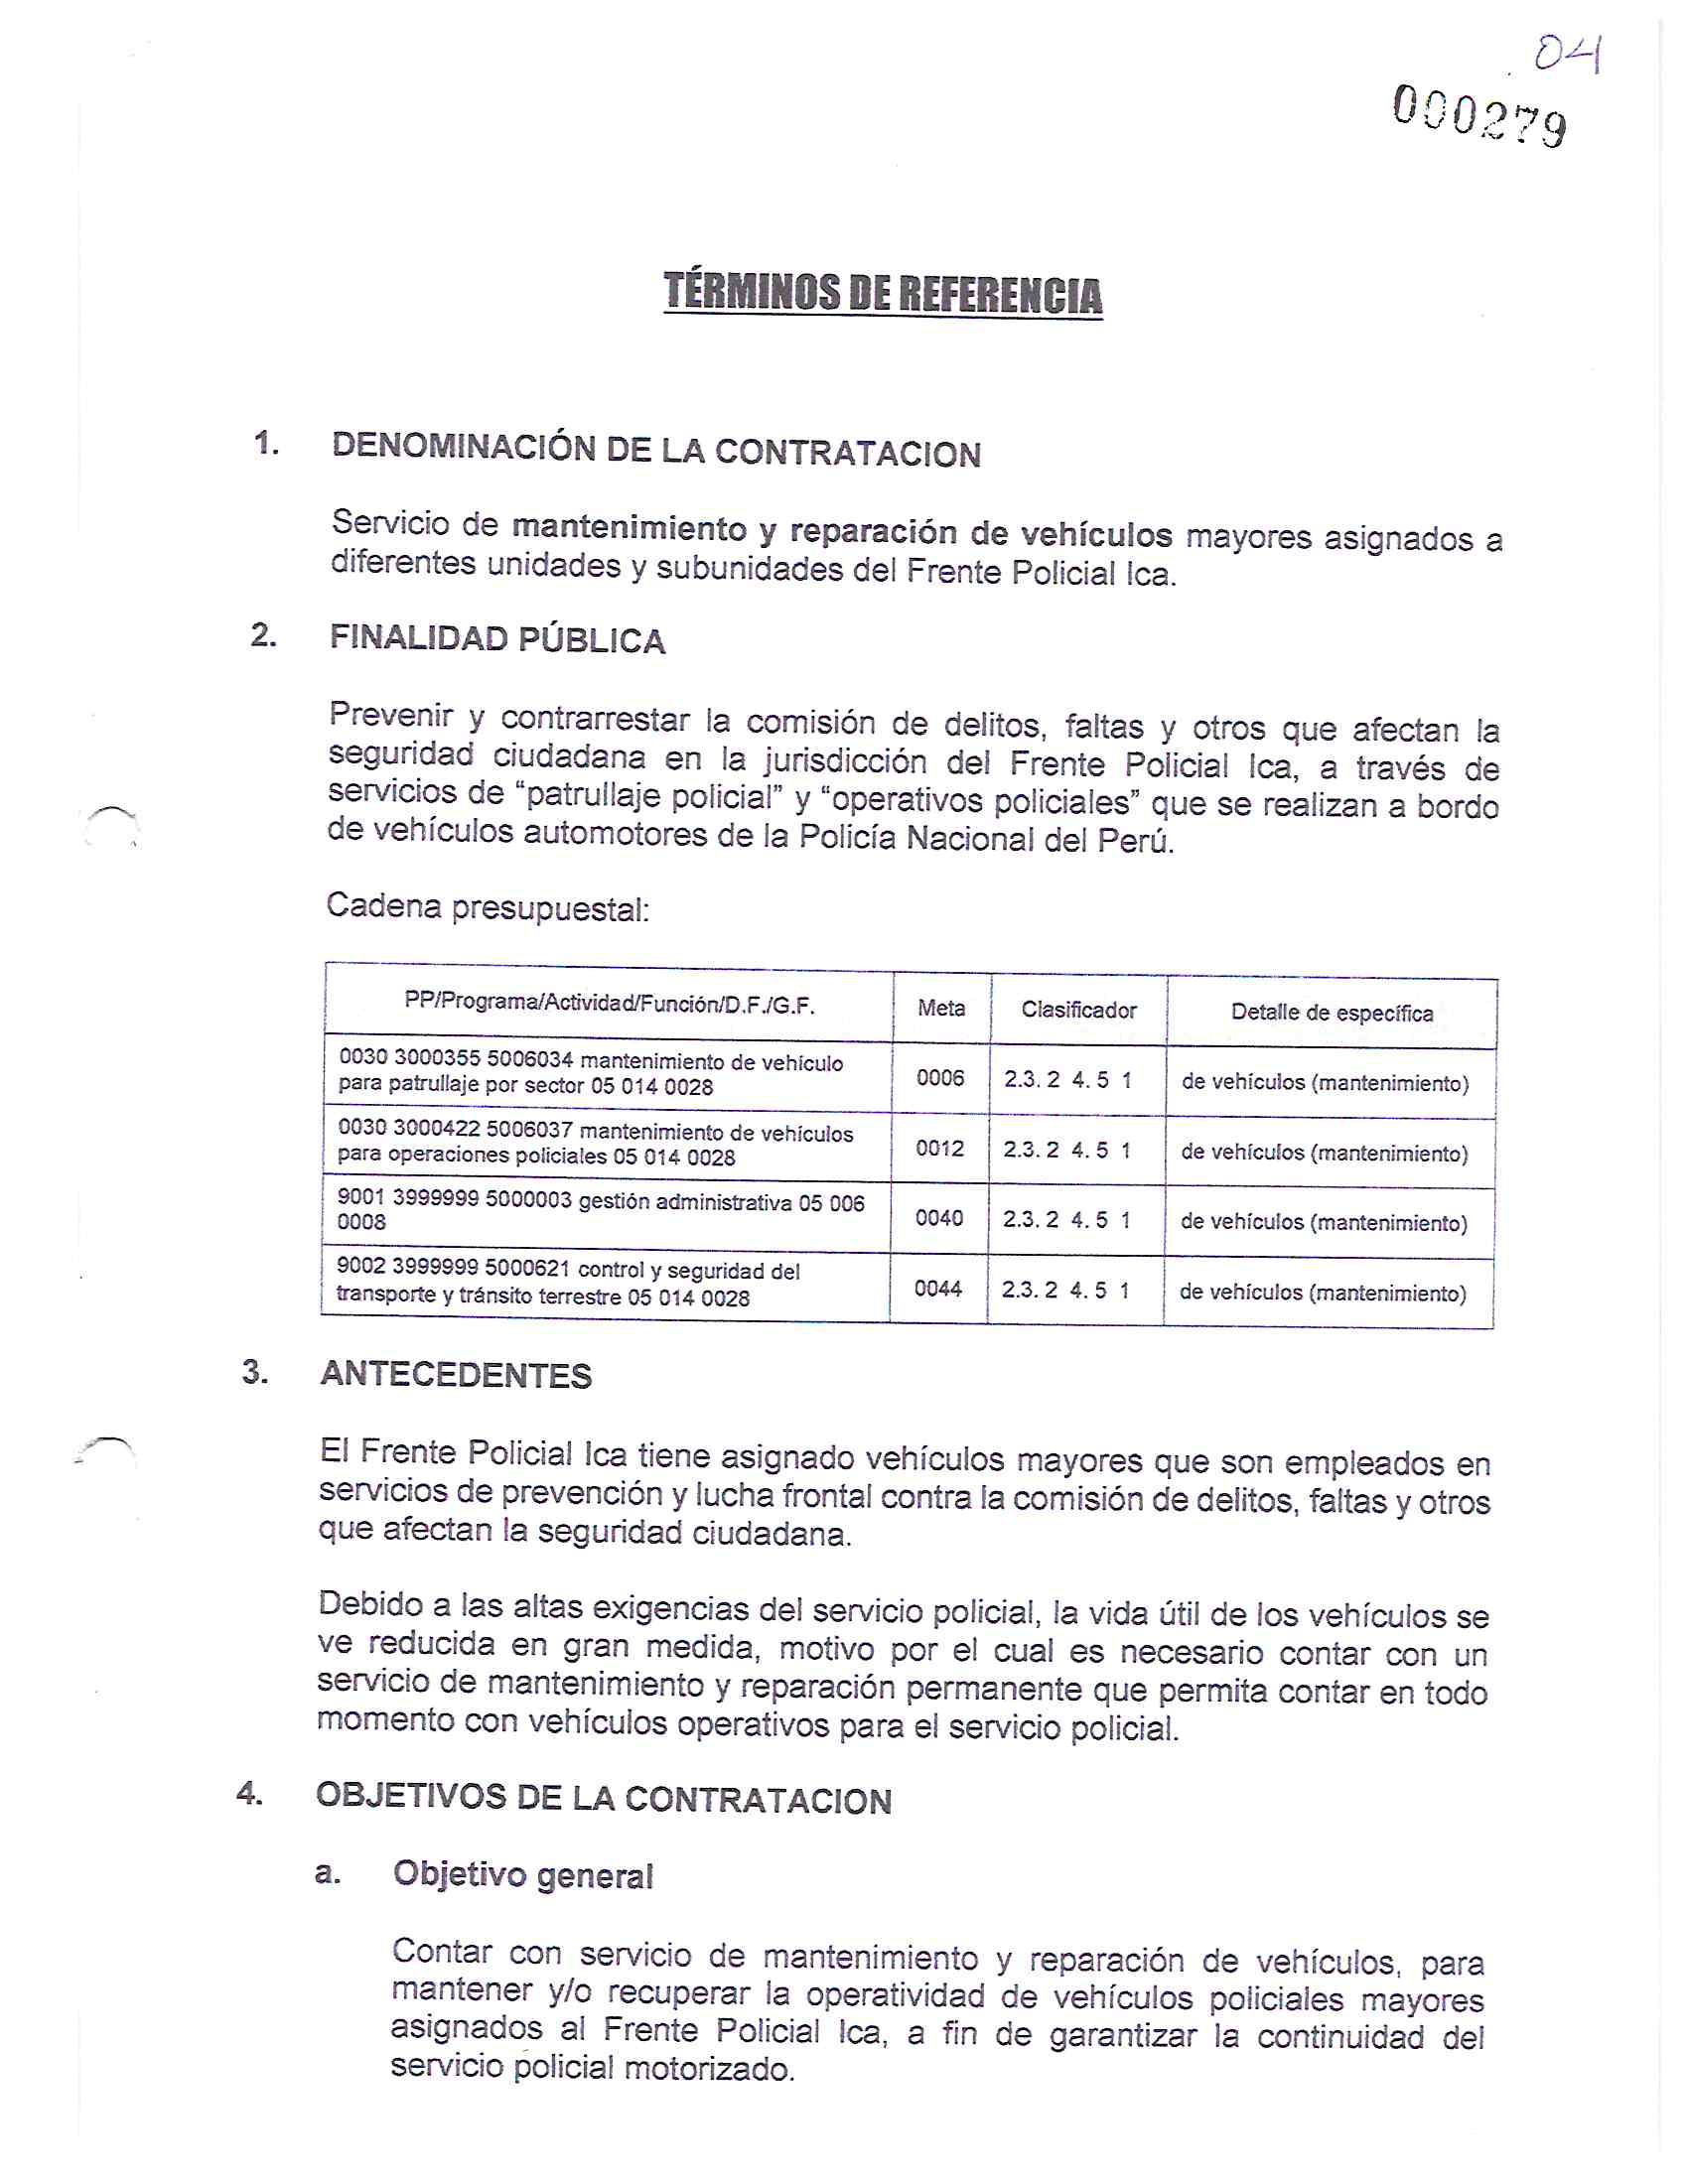 04
000279
TÉRMINOS DE REFERENCIA
1. DENOMINACIÓN DE LA CONTRATACION
Servicio de mantenimiento y reparación de vehículos mayores asignados a
diferentes unidades y subunidades del Frente Policial Ica.
2. FINALIDAD PÚBLICA
Prevenir y contrarrestar la comisión de delitos, faltas y otros que afectan la
seguridad ciudadana en la jurisdicción del Frente Policial Ica, a través de
servicios de “patrullaje policial” y “operativos policiales” que se realizan a bordo
de vehículos automotores de la Policía Nacional del Perú.
Cadena presupuestal:
PP/Programa/Actividad/Función/D.F./G.F. Meta Clasificador Detalle de específica
0030 3000355 5006034 mantenimiento de vehículo
para patrullaje por sector 05 014 0028 0006 2.3. 2 4. 5 1 de vehículos (mantenimiento)
0030 3000422 5006037 mantenimiento de vehículos
para operaciones policiales 05 014 0028 0012 2.3. 2 4. 5 1 de vehículos (mantenimiento)
9001 3999999 5000003 gestión administrativa 05 006
0008 0040 2.3. 2 4. 5 1 de vehículos (mantenimiento)
9002 3999999 5000621 control y seguridad del
transporte y tránsito terrestre 05 014 0028 0044 2.3. 2 4. 5 1 de vehículos (mantenimiento)
3. ANTECEDENTES
El Frente Policial Ica tiene asignado vehículos mayores que son empleados en
servicios de prevención y lucha frontal contra la comisión de delitos, faltas y otros
que afectan la seguridad ciudadana.
Debido a las altas exigencias del servicio policial, la vida útil de los vehículos se
ve reducida en gran medida, motivo por el cual es necesario contar con un
servicio de mantenimiento y reparación permanente que permita contar en todo
momento con vehículos operativos para el servicio policial.
4. OBJETIVOS DE LA CONTRATACION
a. Objetivo general
Contar con servicio de mantenimiento y reparación de vehículos, para
mantener y/o recuperar la operatividad de vehículos policiales mayores
asignados al Frente Policial Ica, a fin de garantizar la continuidad del
servicio policial motorizado.